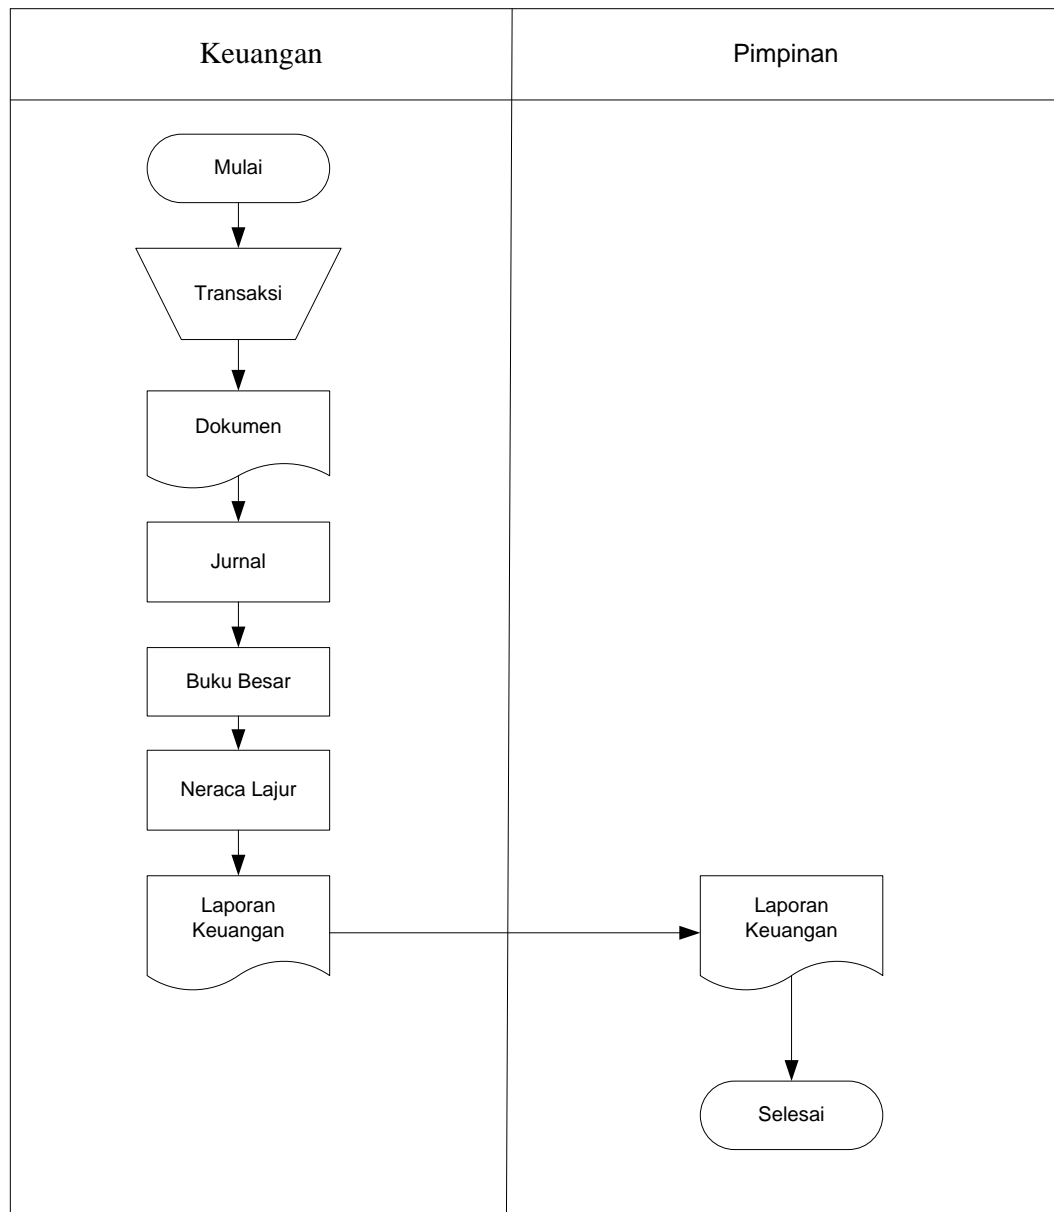 Keuangan
Pimpinan
Mulai
Transaksi
Dokumen
Jurnal
Buku Besar
Neraca Lajur
Laporan
Keuangan
Laporan
Keuangan
Selesai